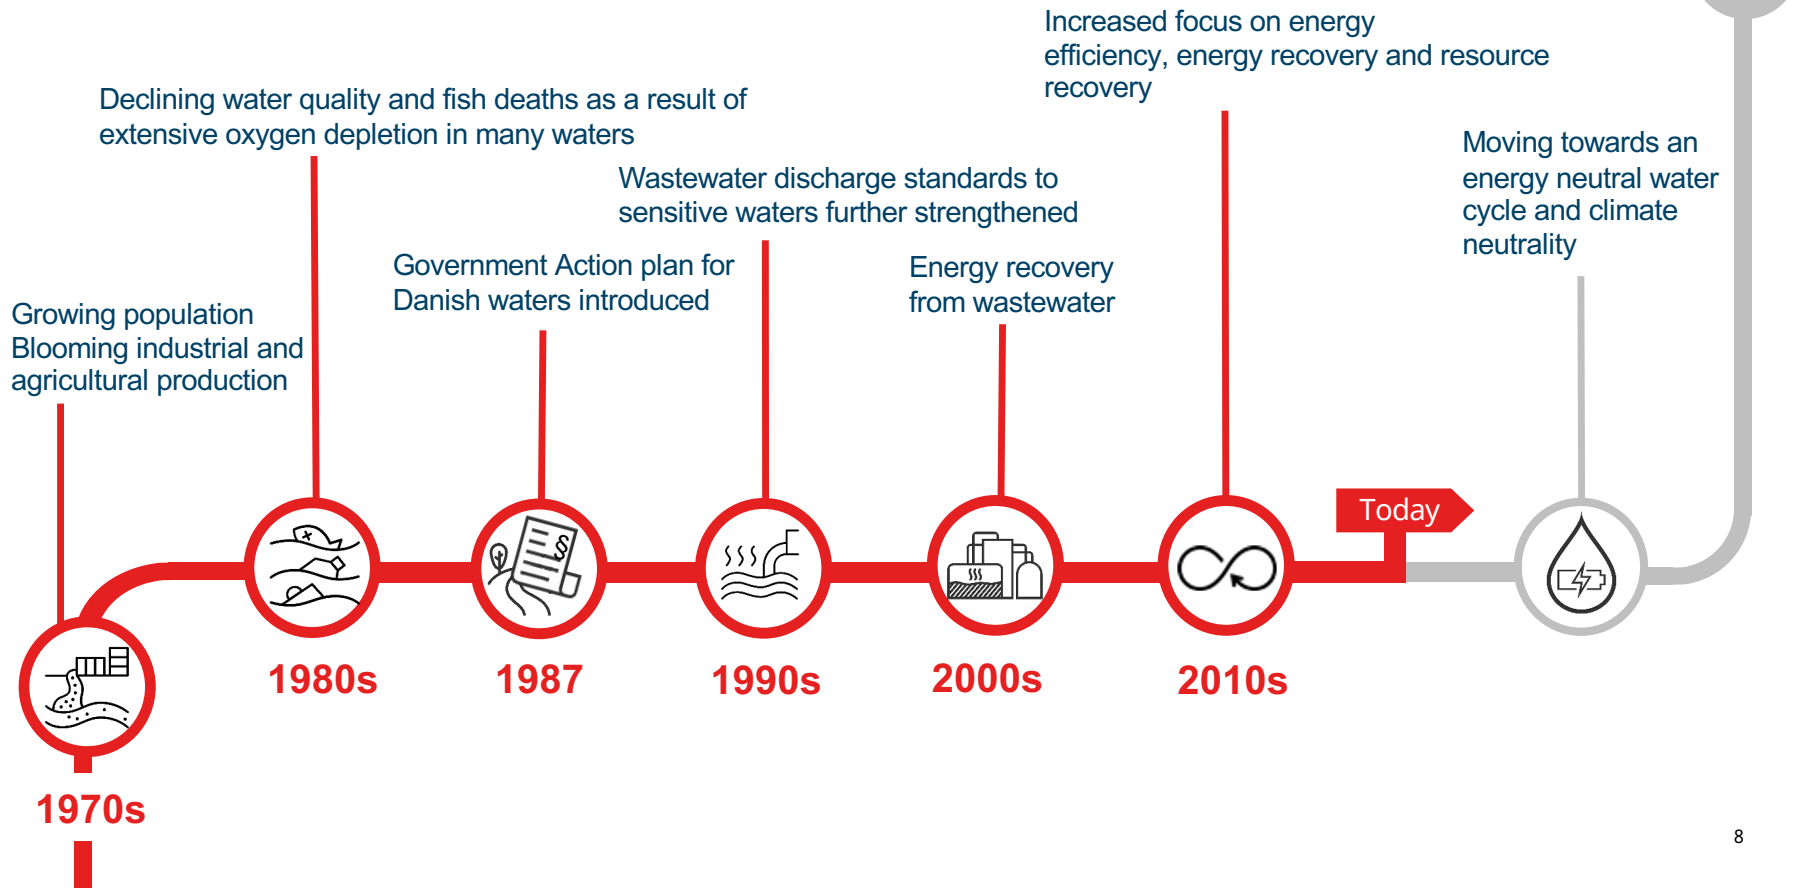 Growing population
Blooming industrial and
agricultural production
1970s
Declining water quality and fish deaths as a result of
extensive oxygen depletion in many waters
1980s
Government Action plan for
Danish waters introduced
§
1987
Wastewater discharge standards to
sensitive waters further strengthened
1990s
Energy recovery
from wastewater
2000s
Increased focus on energy
efficiency, energy recovery and resource
recovery
2010s
Today
Moving towards an
energy neutral water
cycle and climate
neutrality
8